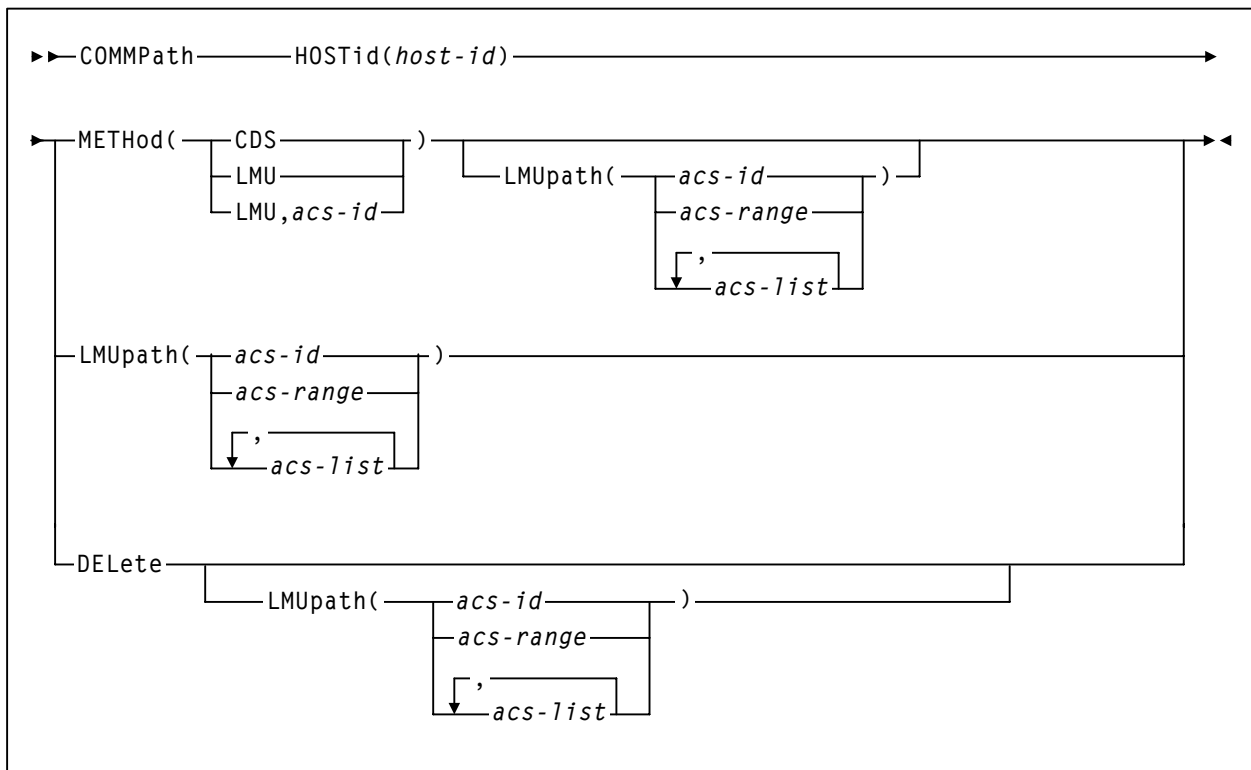 COMMPath HOSTid(host-id)
METHod( CDS ) LMUpath( acs-id )
LMU acs-range
LMU,acs-id , acs-list
LMUpath( acs-id )
acs-range
,
acs-list
DELete
LMUpath( acs-id )
acs-range
,
acs-list